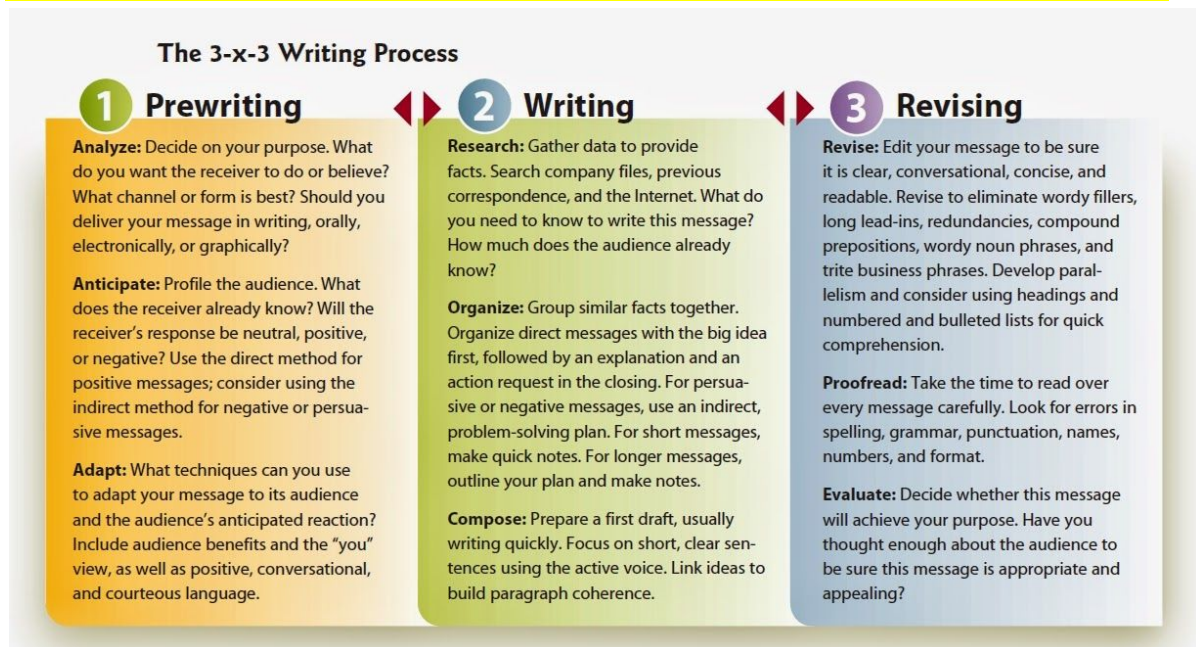 The 3-x-3 Writing Process
1 Prewriting
Analyze: Decide on your purpose. What
do you want the receiver to do or believe?
What channel or form is best? Should you
deliver your message in writing, orally,
electronically, or graphically?
Anticipate: Profile the audience. What
does the receiver already know? Will the
receiver's response be neutral, positive,
or negative? Use the direct method for
positive messages; consider using the
indirect method for negative or persua-
sive messages.
Adapt: What techniques can you use
to adapt your message to its audience
and the audience's anticipated reaction?
Include audience benefits and the “you”
view, as well as positive, conversational,
and courteous language.
2 Writing
Research: Gather data to provide
facts. Search company files, previous
correspondence, and the Internet. What do
you need to know to write this message?
How much does the audience already
know?
Organize: Group similar facts together.
Organize direct messages with the big idea
first, followed by an explanation and an
action request in the closing. For persua-
sive or negative messages, use an indirect,
problem-solving plan. For short messages,
make quick notes. For longer messages,
outline your plan and make notes.
Compose: Prepare a first draft, usually
writing quickly. Focus on short, clear sen-
tences using the active voice. Link ideas to
build paragraph coherence.
3 Revising
Revise: Edit your message to be sure
it is clear, conversational, concise, and
readable. Revise to eliminate wordy fillers,
long lead-ins, redundancies, compound
prepositions, wordy noun phrases, and
trite business phrases. Develop paral-
lelism and consider using headings and
numbered and bulleted lists for quick
comprehension.
Proofread: Take the time to read over
every message carefully. Look for errors in
spelling, grammar, punctuation, names,
numbers, and format.
Evaluate: Decide whether this message
will achieve your purpose. Have you
thought enough about the audience to
be sure this message is appropriate and
appealing?